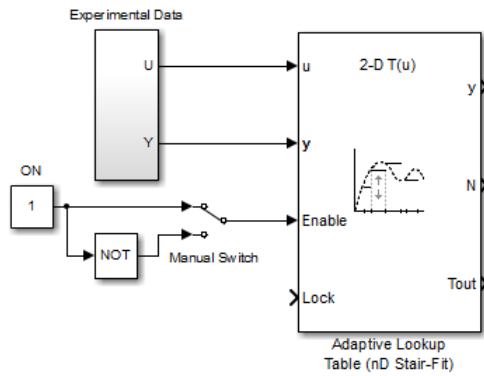 Experimental Data
U
Y
u
2-D T(u)
y
y
N
ON
1
Enable
NOT
Manual Switch
Lock
Tout
Adaptive Lookup
Table (nD Stair-Fit)